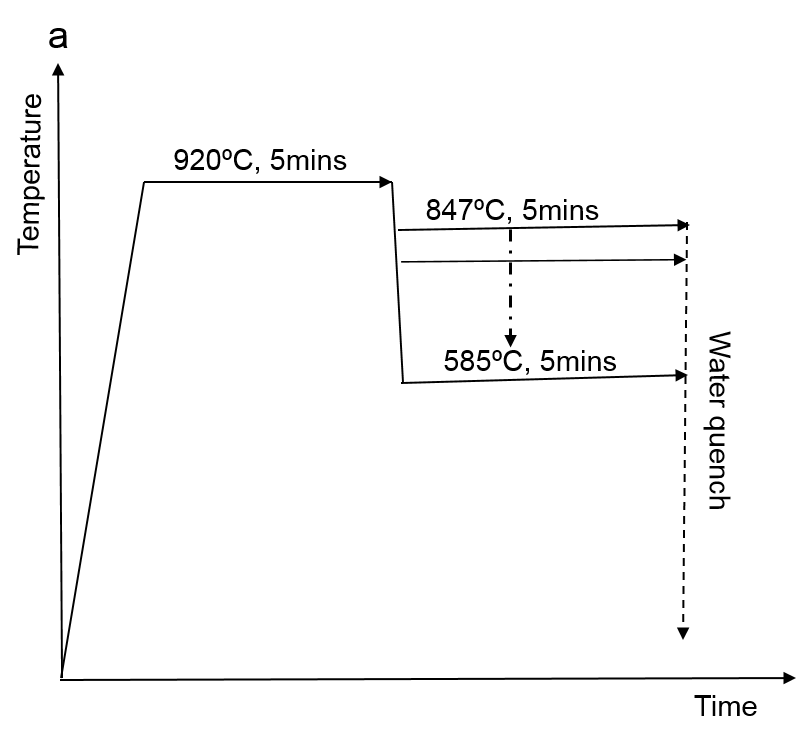 a
Temperature
920ºC, 5mins
847ºC, 5mins
585ºC, 5mins
Water quench
Time